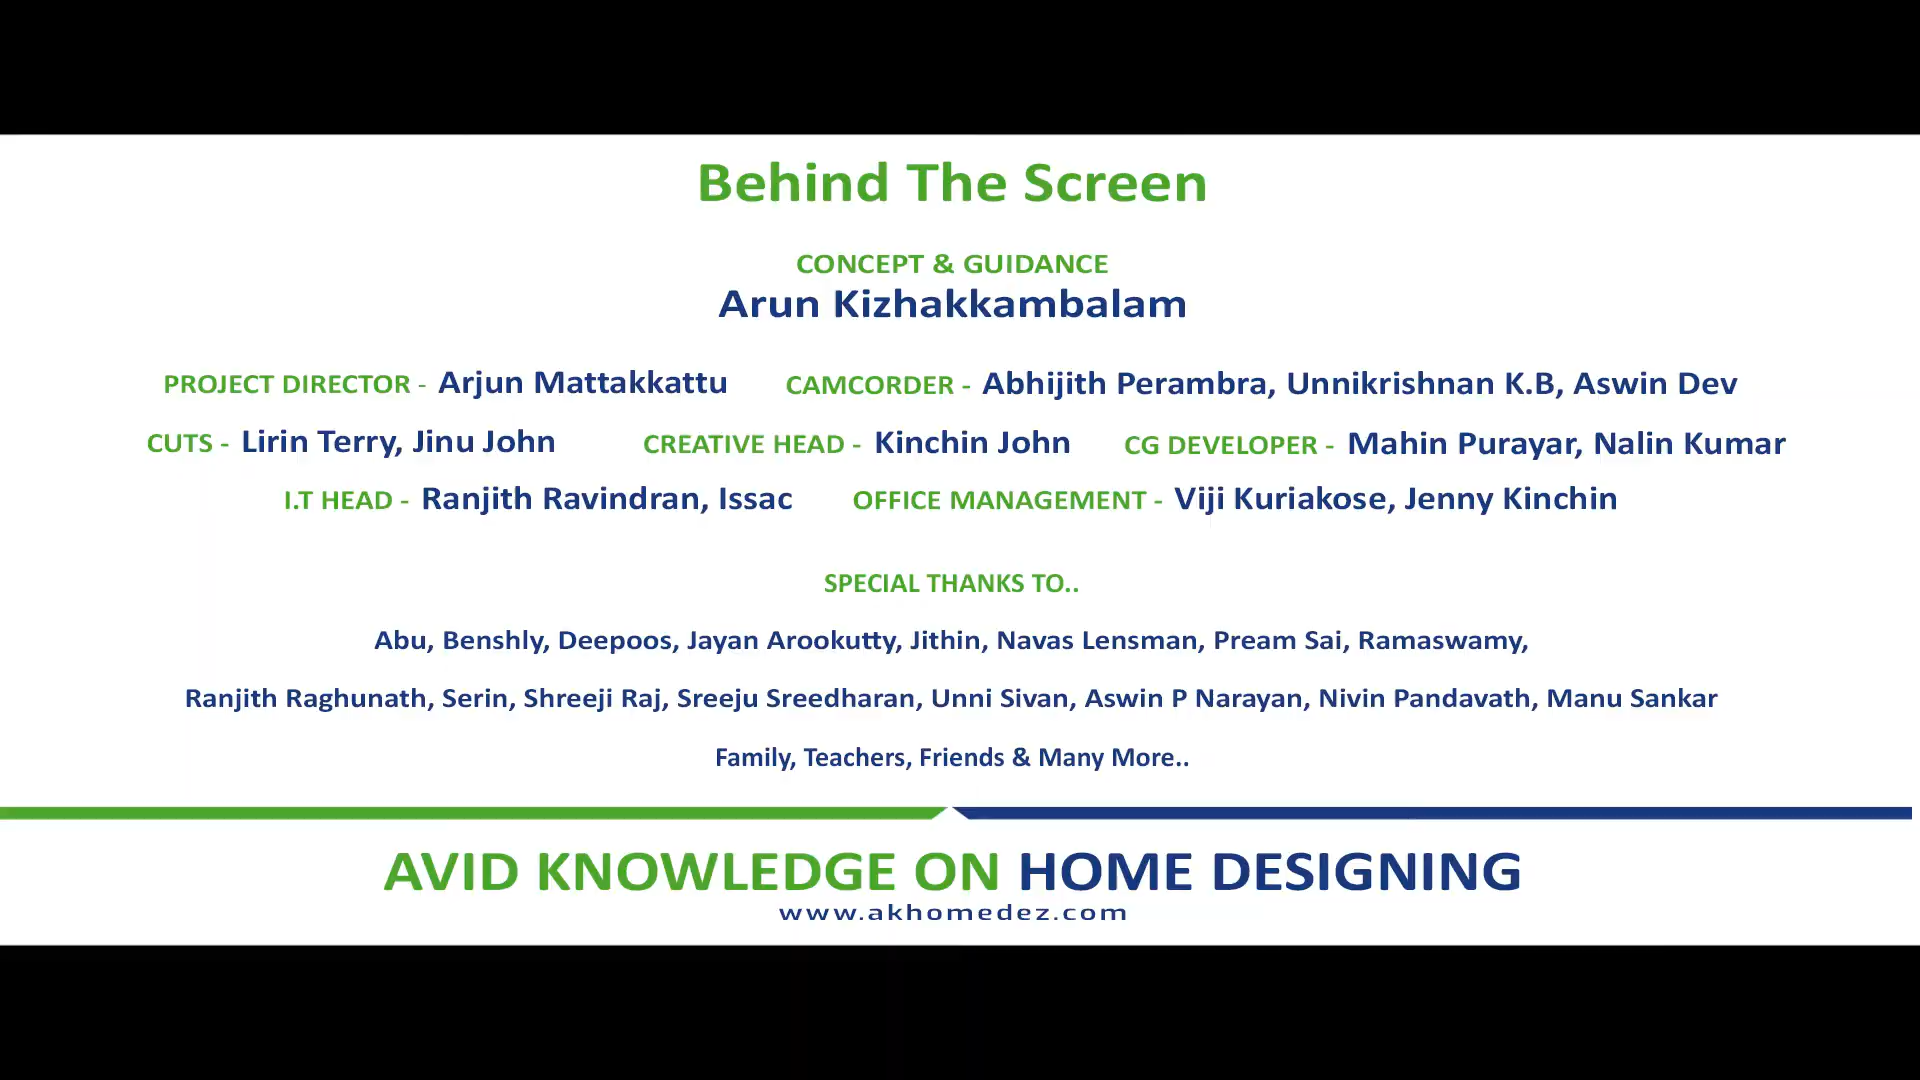 Behind The Screen
CONCEPT & GUIDANCE
Arun Kizhakkambalam
PROJECT DIRECTOR - Arjun Mattakkattu CAMCORDER - Abhijith Perambra, Unnikrishnan K.B, Aswin Dev
CUTS - Lirin Terry, Jinu John CREATIVE HEAD - Kinchin John CG DEVELOPER - Mahin Purayar, Nalin Kumar
I.T HEAD - Ranjith Ravindran, Issac OFFICE MANAGEMENT - Viji Kuriakose, Jenny Kinchin
SPECIAL THANKS TO..
Abu, Benshly, Deepoos, Jayan Arookutty, Jithin, Navas Lensman, Pream Sai, Ramaswamy,
Ranjith Raghunath, Serin, Shreeji Raj, Sreeju Sreedharan, Unni Sivan, Aswin P Narayan, Nivin Pandavath, Manu Sankar
Family, Teachers, Friends & Many More..
AVID KNOWLEDGE ON HOME DESIGNING
www.akhomedez.com